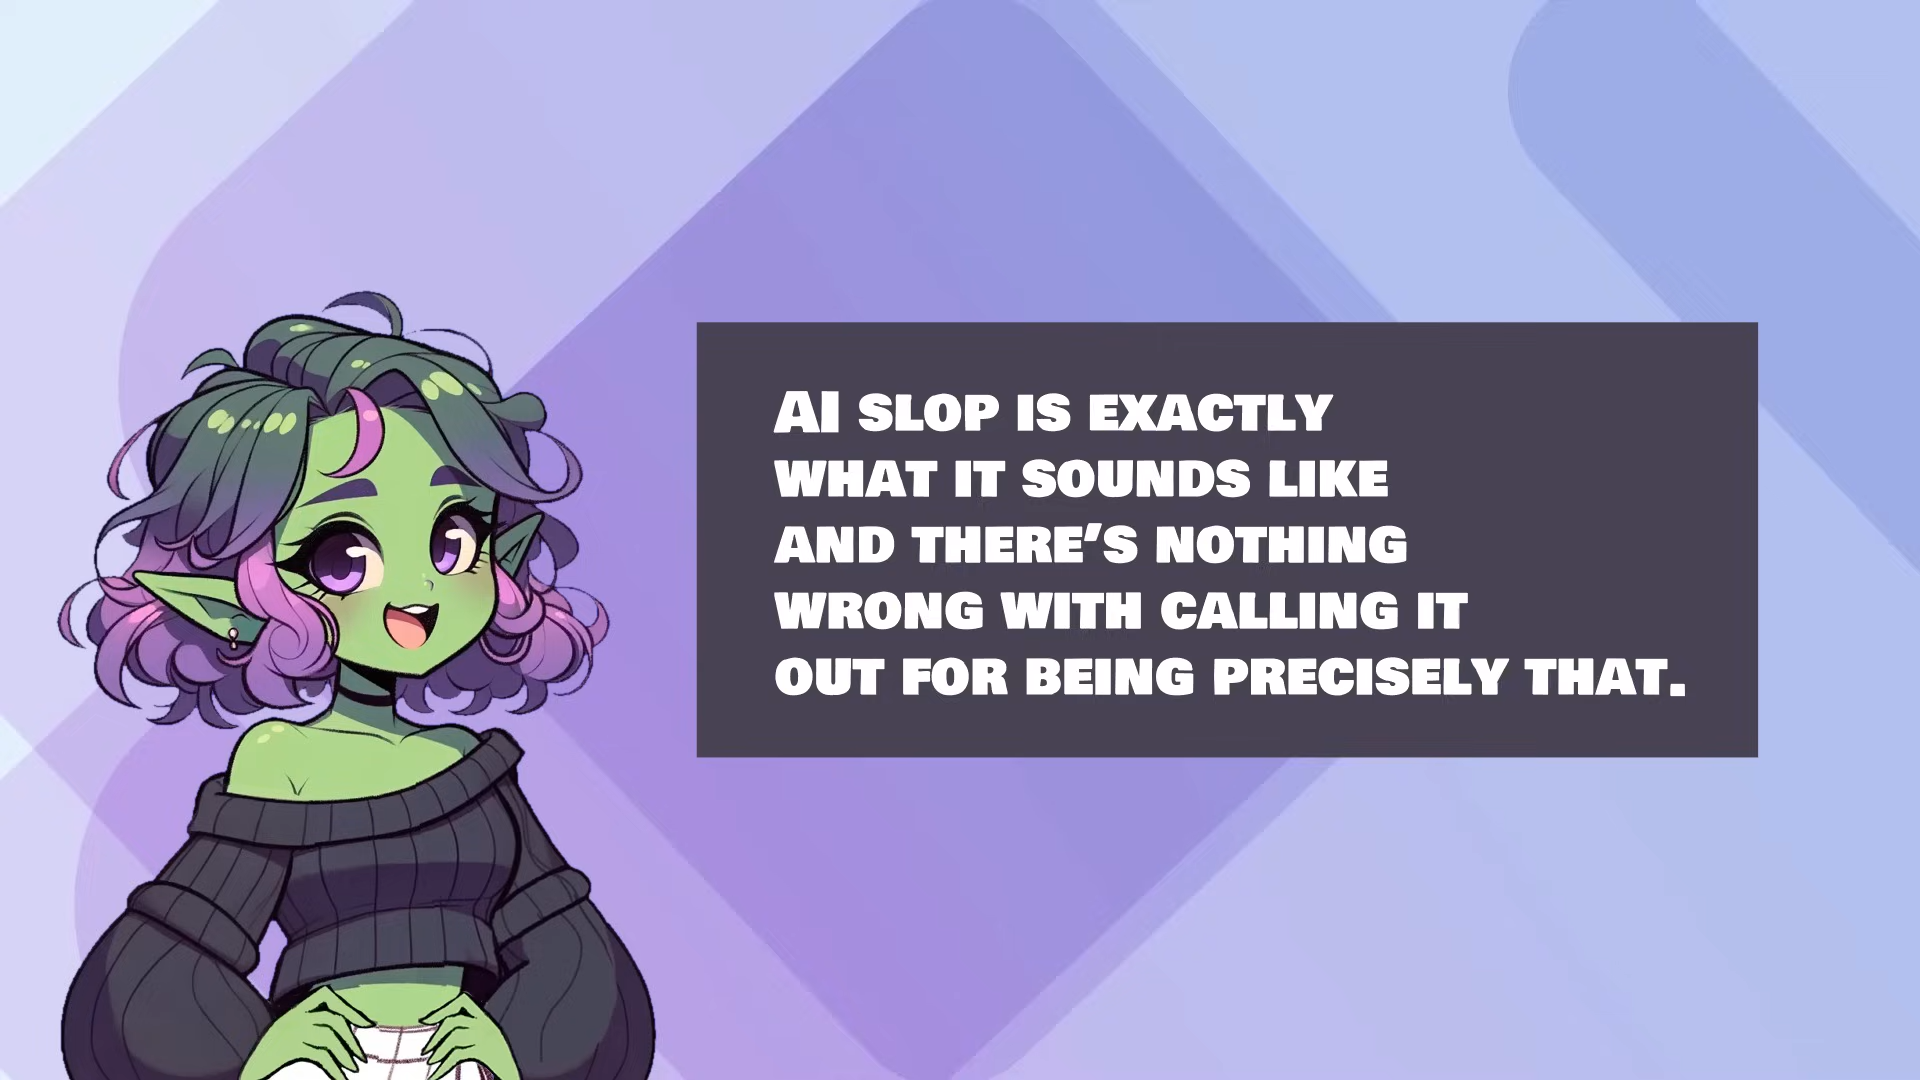 AI SLOP IS EXACTLY
WHAT IT SOUNDS LIKE
AND THERE'S NOTHING
WRONG WITH CALLING IT
OUT FOR BEING PRECISELY THAT.